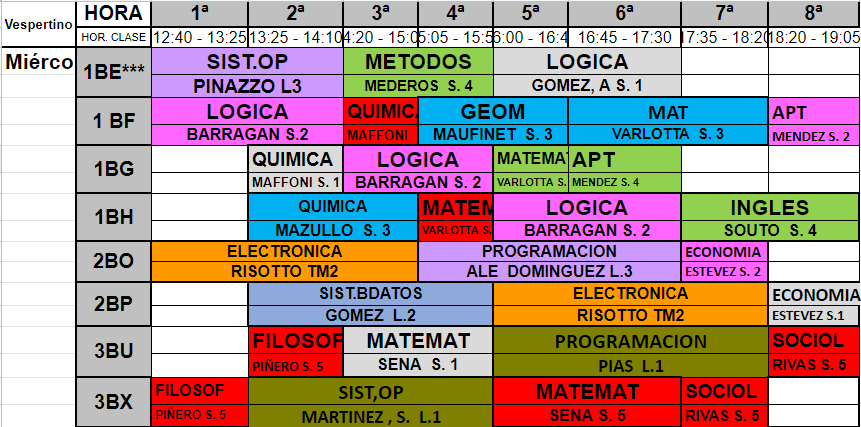 Vespertino HORA 1ª 2ª 3ª 4ª 5ª 6ª 7ª 8ª
HOR. CLASE 12:40 - 13:25 13:25 - 14:10 4:20 - 15:0 5:05 - 15:5 6:00 - 16:4 16:45 - 17:30 17:35 - 18:20 18:20 - 19:05
Miérco 1BE*** SIST.OP METODOS LOGICA
PINAZZO L3 MEDEROS S. 4 GOMEZ, A S. 1
1 BF LOGICA QUIMICA GEOM MAT APT
BARRAGAN S.2 MAFFONI MAUFINET S. 3 VARLOTTA S. 3 MENDEZ S. 2
1BG QUIMICA LOGICA MATEMA APT
MAFFONI S. 1 BARRAGAN S. 2 VARLOTTA S. MENDEZ S. 4
1BH QUIMICA MATEM LOGICA INGLES
MAZULLO S. 3 VARLOTTA S. BARRAGAN S. 2 SOUTO S. 4
2BO ELECTRONICA PROGRAMACION ECONOMIA
RISOTTO TM2 ALE DOMINGUEZ L.3 ESTEVEZ S. 2
2BP SIST.BDATOS ELECTRONICA ECONOMIA
GOMEZ L.2 RISOTTO TM2 ESTEVEZ S.1
3BU FILOSOF MATEMAT PROGRAMACION SOCIOL
PIÑERO S. 5 SENA S. 1 PIAS L.1 RIVAS S. 5
3BX FILOSOF SIST,OP MATEMAT SOCIOL
PIÑERO S. 5 MARTINEZ , S. L.1 SENA S. 5 RIVAS S. 5